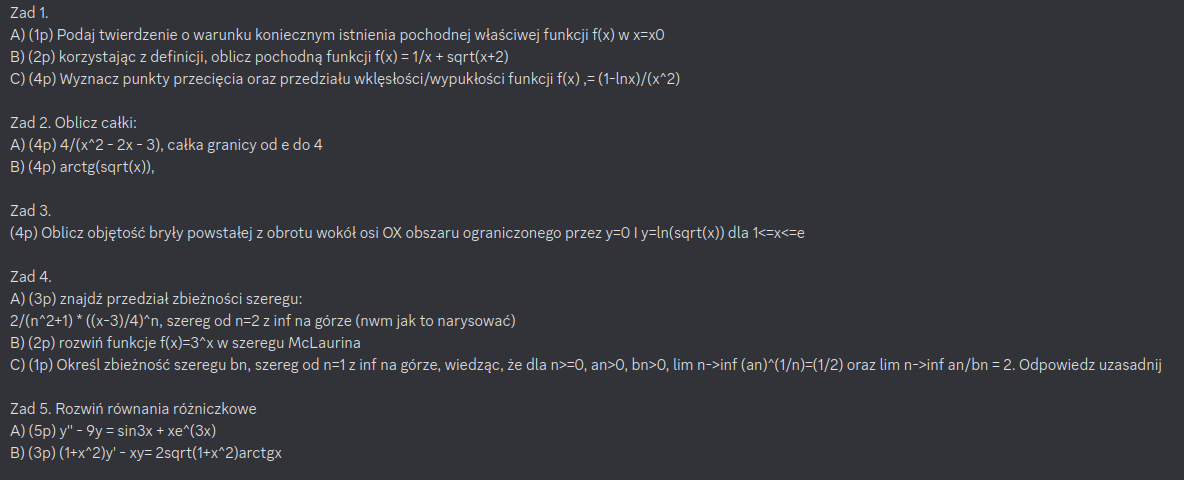 Zad 1.
A) (1p) Podaj twierdzenie o warunku koniecznym istnienia pochodnej właściwej funkcji f(x) w x=x0
B) (2p) korzystając z definicji, oblicz pochodną funkcji f(x) = 1/x + sqrt(x+2)
C) (4p) Wyznacz punkty przecięcia oraz przedziału wklęsłości/wypukłości funkcji f(x) ,= (1-lnx)/(x^2)
Zad 2. Oblicz całki:
A) (4p) 4/(x^2 - 2x - 3), całka granicy od e do 4
B) (4p) arctg(sqrt(x)),
Zad 3.
(4p) Oblicz objętość bryły powstałej z obrotu wokół osi OX obszaru ograniczonego przez y=0 I y=ln(sqrt(x)) dla 1<=x<=e
Zad 4.
A) (3p) znajdź przedział zbieżności szeregu:
2/(n^2+1) * ((x-3)/4)^n, szereg od n=2 z inf na górze (nwm jak to narysować)
B) (2p) rozwiń funkcje f(x)=3^x w szeregu McLaurina
C) (1p) Określ zbieżność szeregu bn, szereg od n=1 z inf na górze, wiedząc, że dla n>=0, an>0, bn>0, lim n->inf (an)^(1/n)=(1/2) oraz lim n->inf an/bn = 2. Odpowiedz uzasadnij
Zad 5. Rozwiń równania różniczkowe
A) (5p) y'' - 9y = sin3x + xe^(3x)
B) (3p) (1+x^2)y' - xy= 2sqrt(1+x^2)arctgx